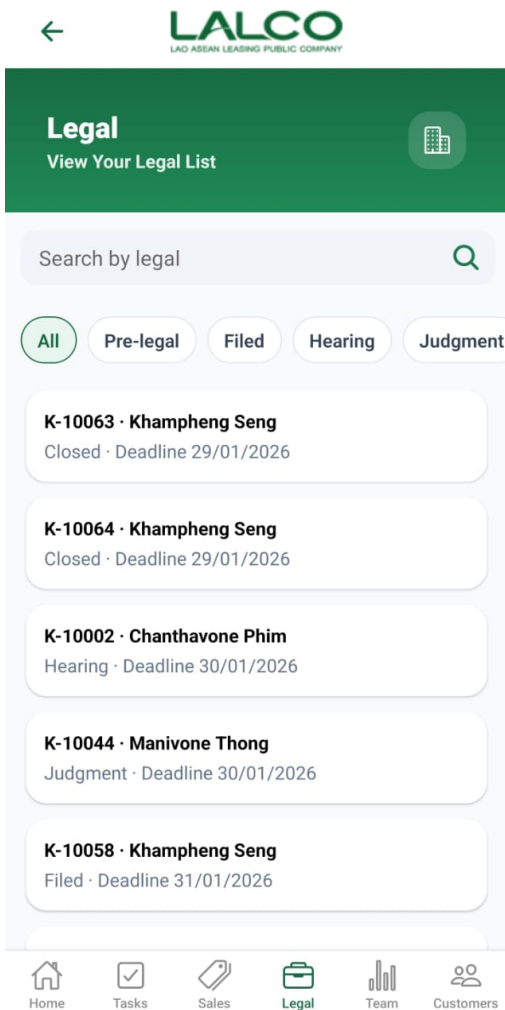 LALCO
LAO ASEAN LEASING PUBLIC COMPANY
Legal
View Your Legal List
Search by legal
All Pre-legal Filed Hearing Judgment
K-10063 · Khampheng Seng
Closed · Deadline 29/01/2026
K-10064 · Khampheng Seng
Closed · Deadline 29/01/2026
K-10002 · Chanthavone Phim
Hearing · Deadline 30/01/2026
K-10044 · Manivone Thong
Judgment · Deadline 30/01/2026
K-10058 · Khampheng Seng
Filed · Deadline 31/01/2026
Home Tasks Sales Legal Team Customers